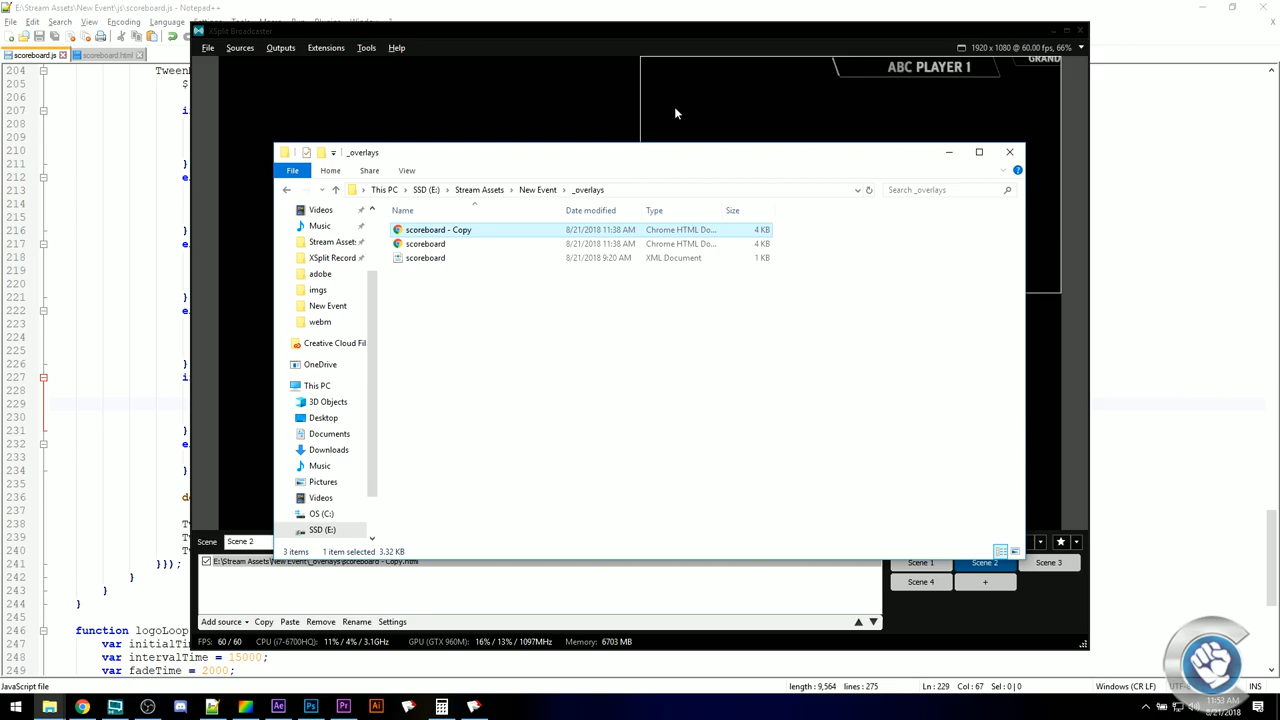 E:\Stream Assets\New Event\js\scoreboard.js - Notepad++
File Edit Search View Encoding Language
scoreboard.js scoreboard.html
XSplit Broadcaster
File Sources Outputs Extensions Tools Help
1920 x 1080 @ 60.00 fps, 66%
ABC PLAYER 1
GRAND
_overlays
File Home Share View
This PC > SSD (E:) > Stream Assets > New Event > _overlays
Search _overlays
Name Date modified Type Size
scoreboard - Copy 8/21/2018 11:38 AM Chrome HTML Do... 4 KB
scoreboard 8/21/2018 11:38 AM Chrome HTML Do... 4 KB
scoreboard 8/21/2018 9:20 AM XML Document 1 KB
Videos
Music
Stream Asset
XSplit Record
adobe
imgs
New Event
webm
Creative Cloud Fil
OneDrive
This PC
3D Objects
Desktop
Documents
Downloads
Music
Pictures
Videos
OS (C:)
SSD (E:)
3 items 1 item selected 3.32 KB
204
205
206
207
208
209
210
211 }
212
213
214
215
216 }
217
218
219
220
221 }
222
223
224
225
226 }
227
228
229
230
231 }
232
233
234 }
235
236
237
238
239
240
241 }});
242 }
243 }
244 }
245
246 function logoLoop
247 var initialTi
248 var intervalTime = 15000;
249 var fadeTime = 2000;
Scene Scene 2
E:\Stream Assets\New Event\_overlays\scoreboard - Copy.html
Scene 1 Scene 2 Scene 3
Scene 4 +
Add source Copy Paste Remove Rename Settings
FPS: 60 / 60 CPU (i7-6700HQ): 11% / 4% / 3.1GHz GPU (GTX 960M): 16% / 13% / 1097MHz Memory: 6703 MB
JavaScript file length : 9,564 lines : 275 Ln : 229 Col : 67 Sel : 0 | 0 Windows (CR LF) INS
11:53 AM
8/21/2018